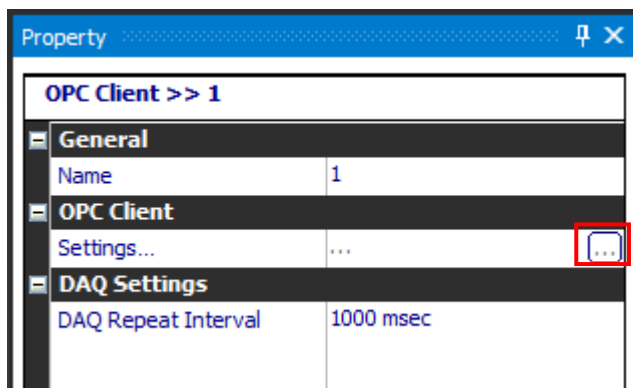 Property
OPC Client >> 1
General
Name 1
OPC Client
Settings... ... ...
DAQ Settings
DAQ Repeat Interval 1000 msec